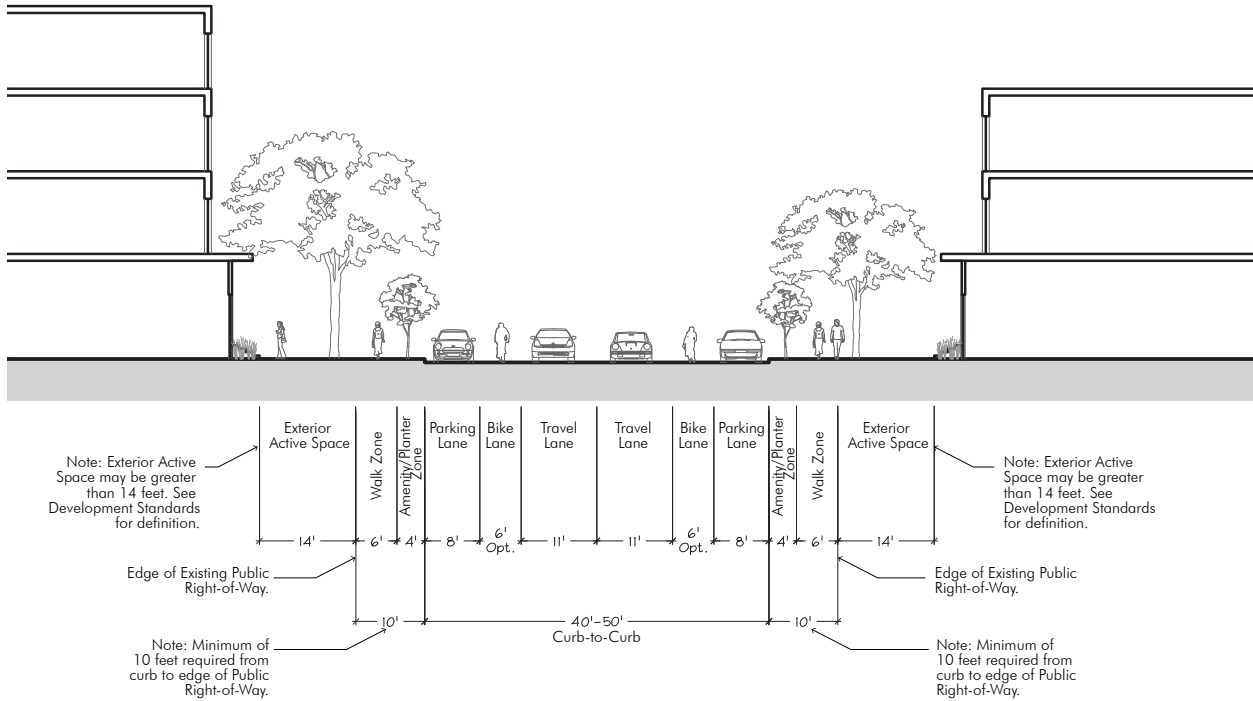 Exterior
Active Space
Walk Zone
Amenity/Planter
Zone
Parking
Lane
Bike
Lane
Travel
Lane
Travel
Lane
Bike
Lane
Parking
Lane
Amenity/Planter
Zone
Walk Zone
Exterior
Active Space
Note: Exterior Active
Space may be greater
than 14 feet. See
Development Standards
for definition.
Note: Exterior Active
Space may be greater
than 14 feet. See
Development Standards
for definition.
14'
6'
4'
8'
6'
Opt.
11'
11'
6'
Opt.
8'
4'
6'
14'
Edge of Existing Public
Right-of-Way.
Edge of Existing Public
Right-of-Way.
10'
40'-50'
Curb-to-Curb
10'
Note: Minimum of
10 feet required from
curb to edge of Public
Right-of-Way.
Note: Minimum of
10 feet required from
curb to edge of Public
Right-of-Way.